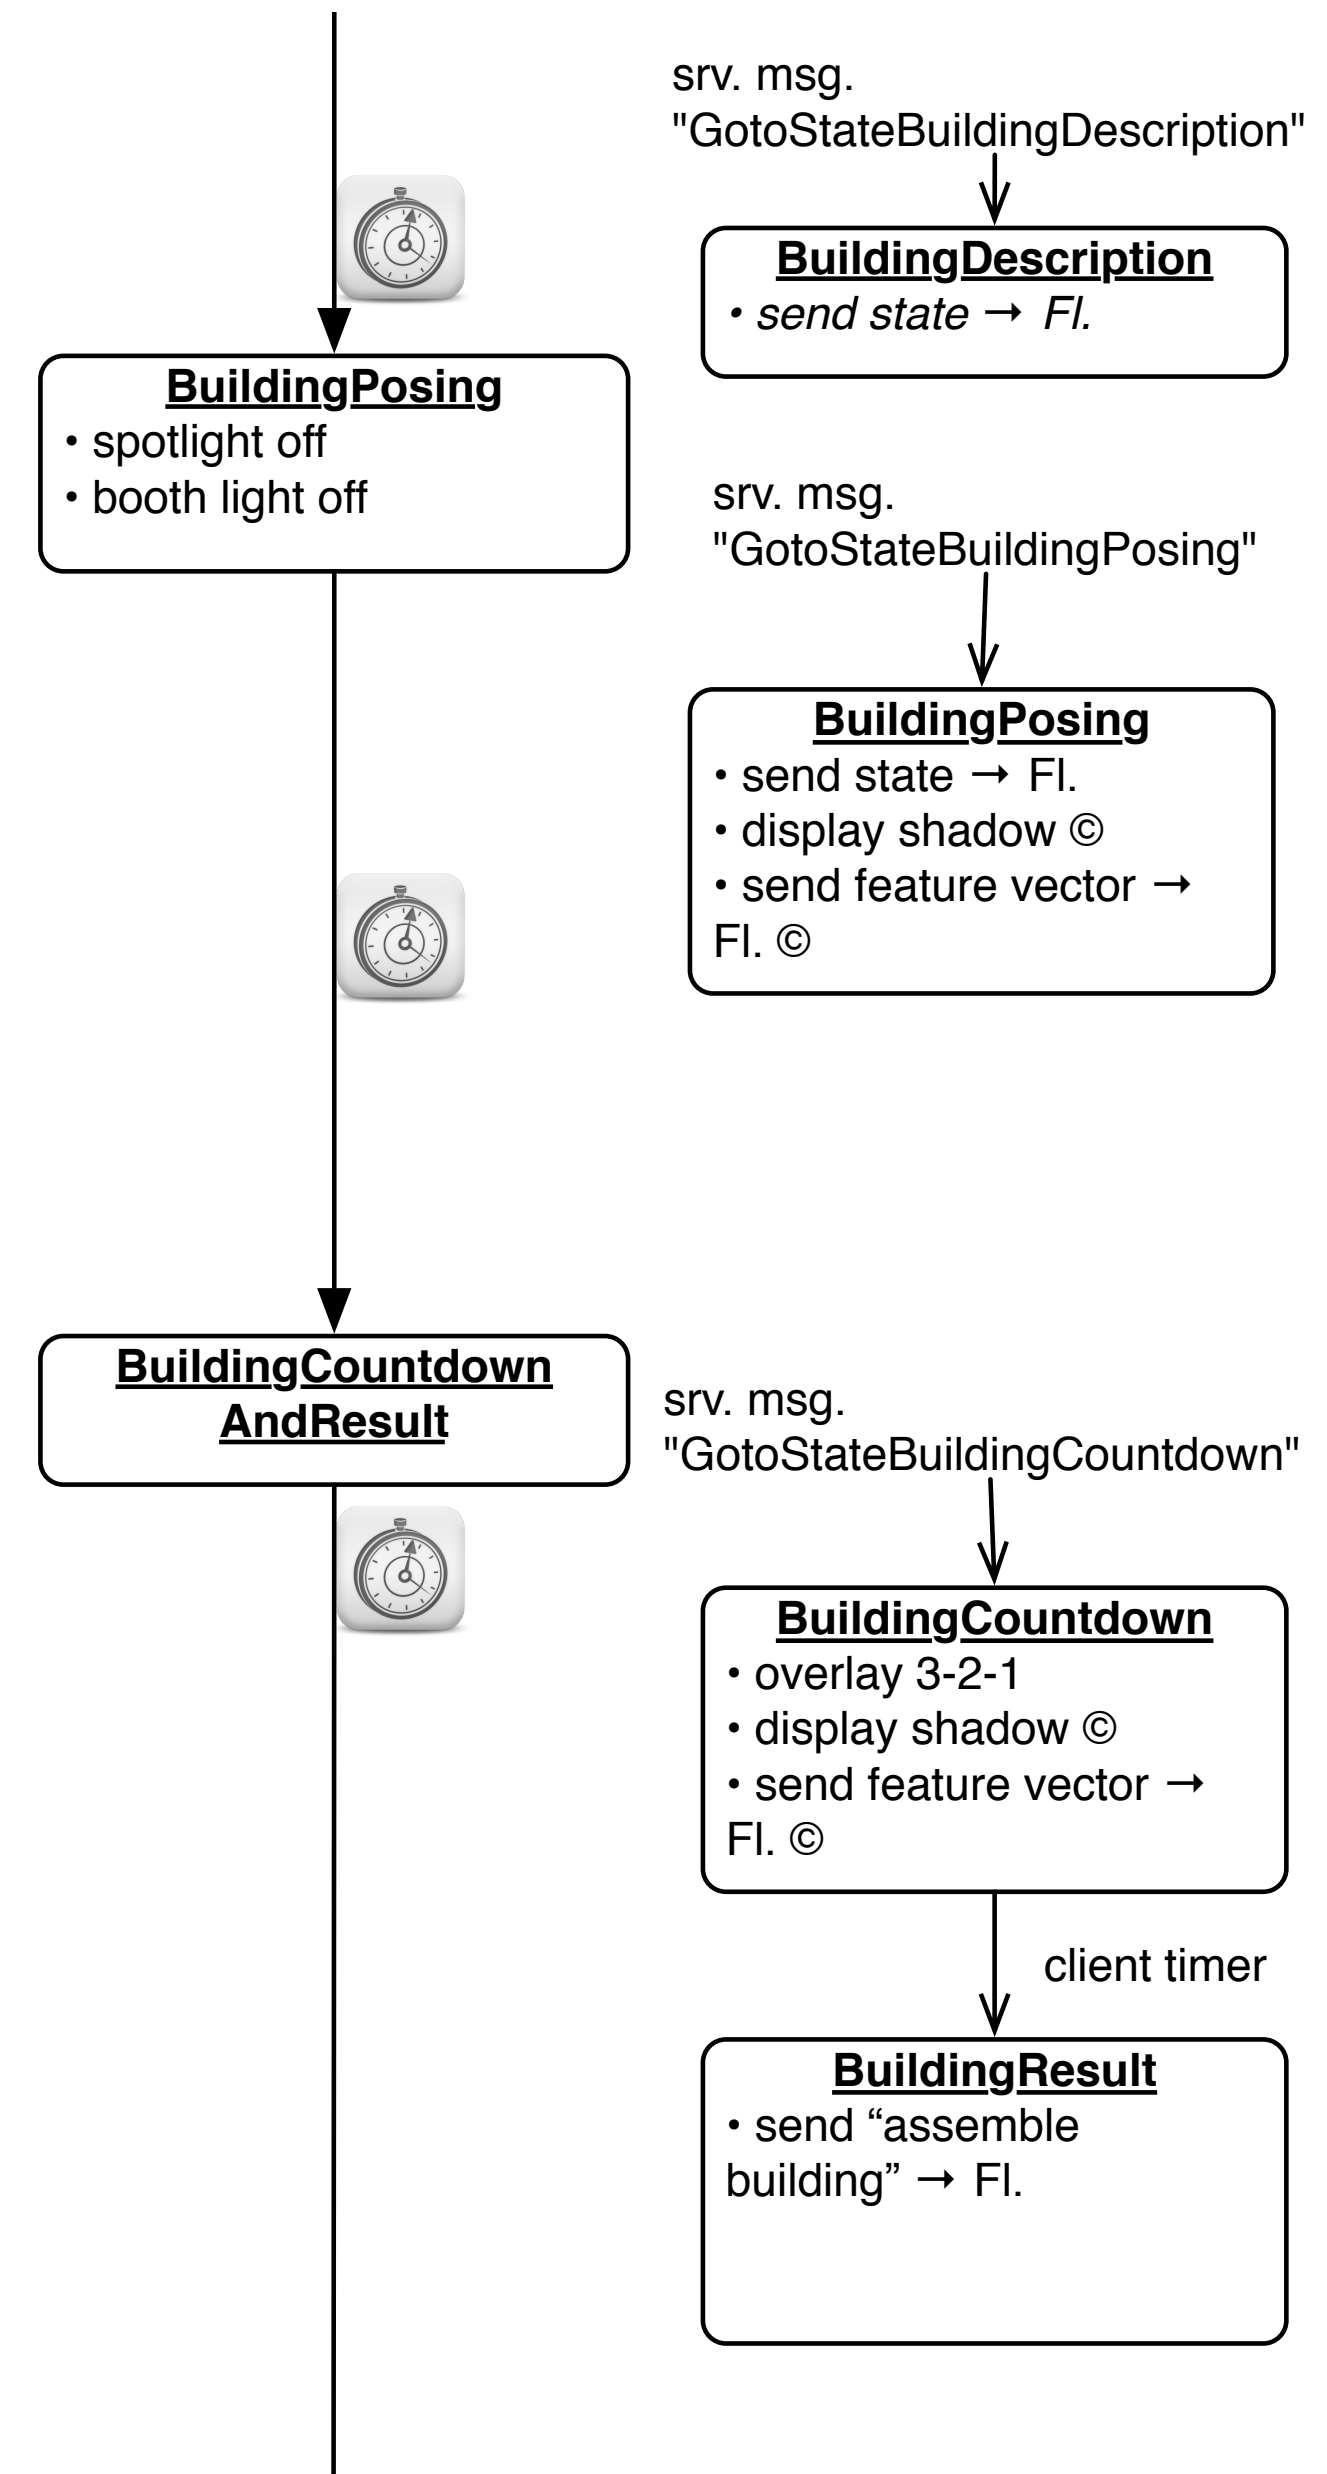 srv. msg.
"GotoStateBuildingDescription"
BuildingDescription
• send state → Fl.
BuildingPosing
• spotlight off
• booth light off
srv. msg.
"GotoStateBuildingPosing"
BuildingPosing
• send state → Fl.
• display shadow ©
• send feature vector →
Fl. ©
BuildingCountdown
AndResult
srv. msg.
"GotoStateBuildingCountdown"
BuildingCountdown
• overlay 3-2-1
• display shadow ©
• send feature vector →
Fl. ©
client timer
BuildingResult
• send “assemble
building” → Fl.